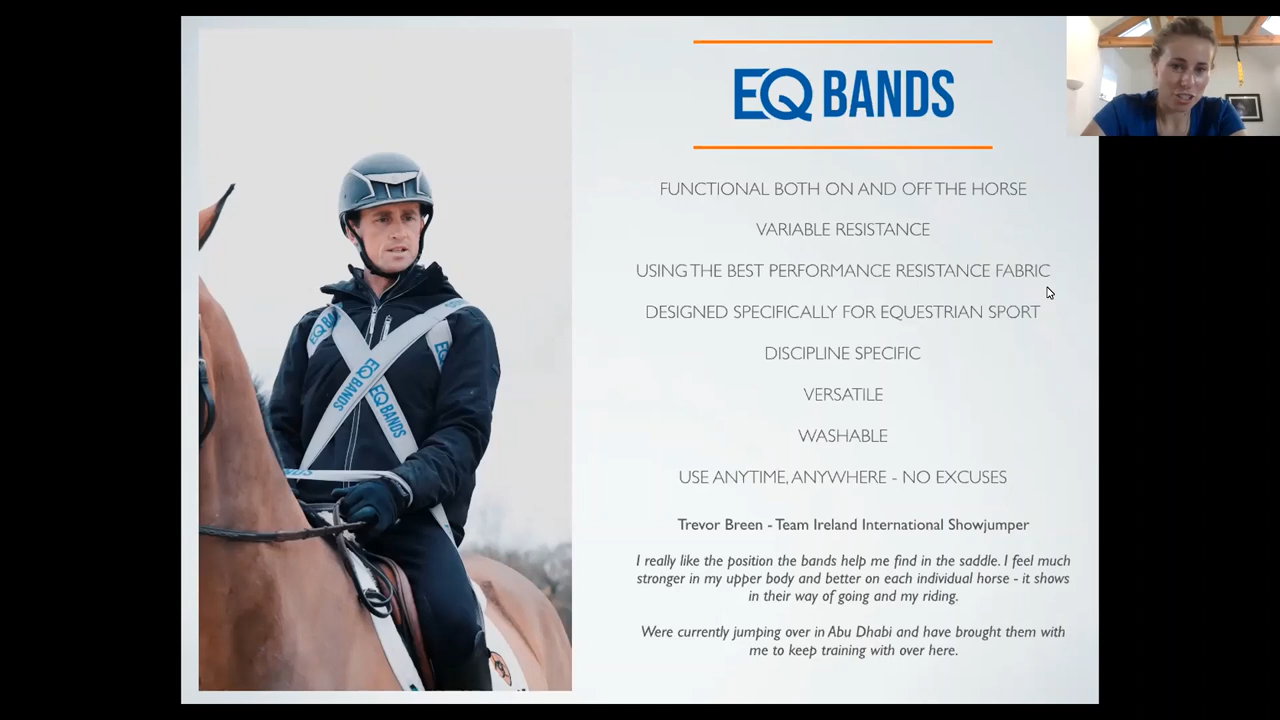 EQ BANDS
FUNCTIONAL BOTH ON AND OFF THE HORSE
VARIABLE RESISTANCE
USING THE BEST PERFORMANCE RESISTANCE FABRIC
DESIGNED SPECIFICALLY FOR EQUESTRIAN SPORT
DISCIPLINE SPECIFIC
VERSATILE
WASHABLE
USE ANYTIME, ANYWHERE - NO EXCUSES
Trevor Breen - Team Ireland International Showjumper
I really like the position the bands help me find in the saddle. I feel much
stronger in my upper body and better on each individual horse - it shows
in their way of going and my riding.
Were currently jumping over in Abu Dhabi and have brought them with
me to keep training with over here.
EQ BAN
EQ BANDS
EQ BANDS